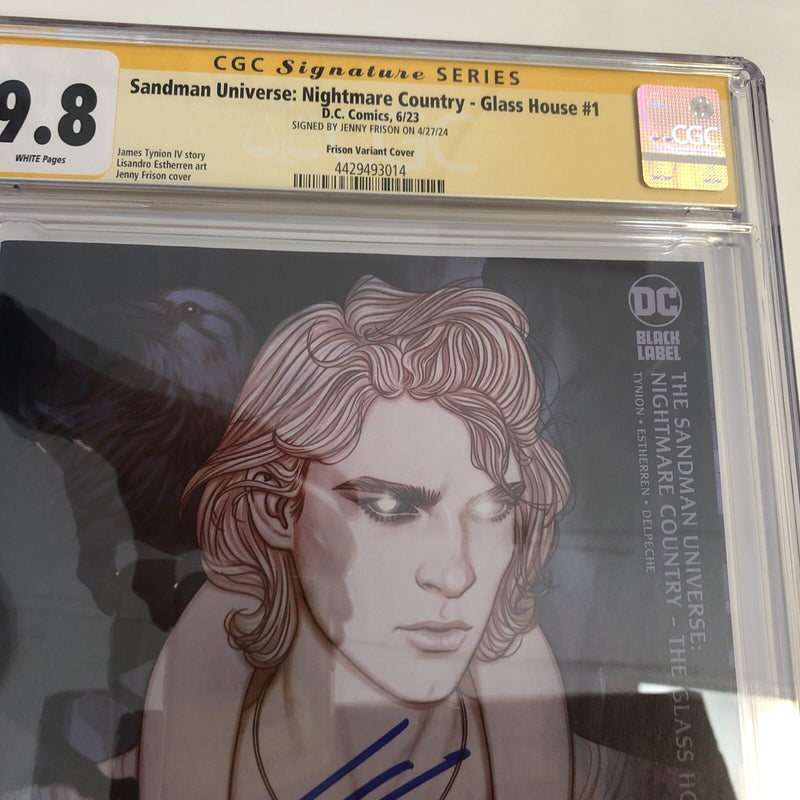 CGC Signature SERIES
Sandman Universe: Nightmare Country - Glass House #1
D.C. Comics, 6/23
SIGNED BY JENNY FRISON ON 4/27/24
9.8
WHITE Pages
James Tynion IV story
Lisandro Estherren art
Jenny Frison cover
Frison Variant Cover
4429493014
CGC
DC
BLACK
LABEL
THE SANDMAN UNIVERSE:
NIGHTMARE COUNTRY – THE GLASS HO
TYNION • ESTHERREN • DELPECHE